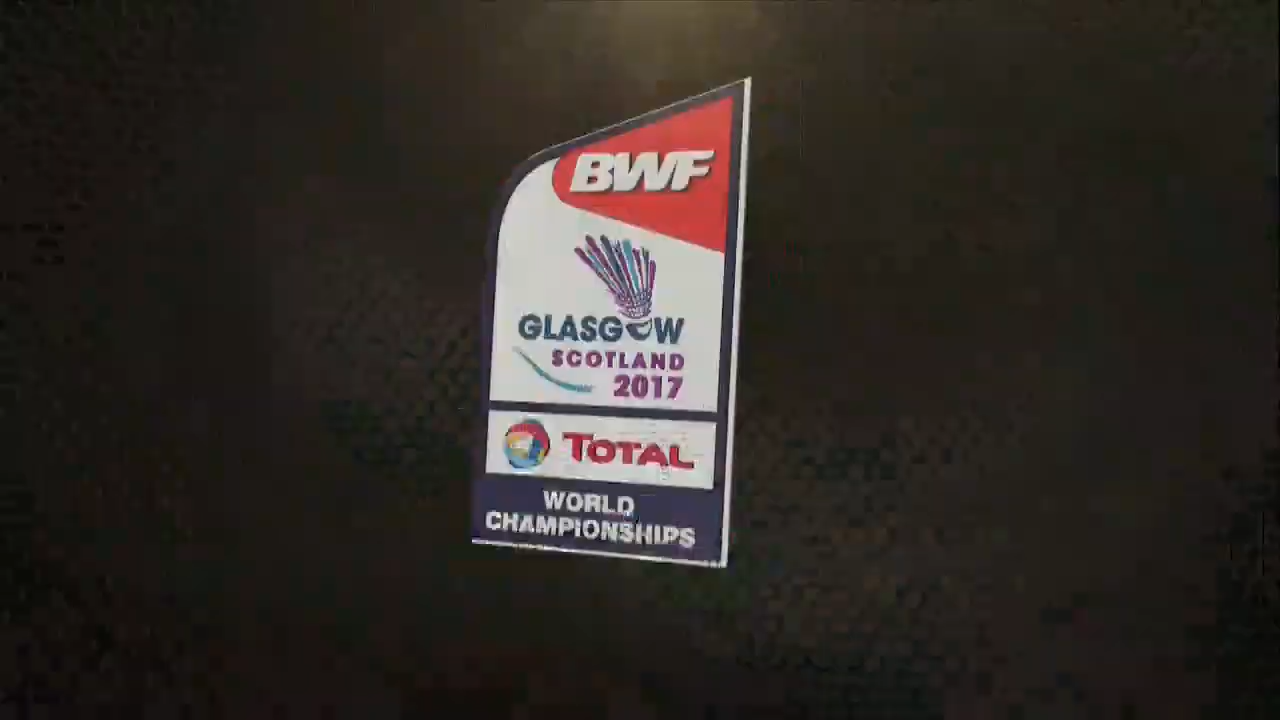 BWF
GLASGOW
SCOTLAND
2017
TOTAL
WORLD
CHAMPIONSHIPS